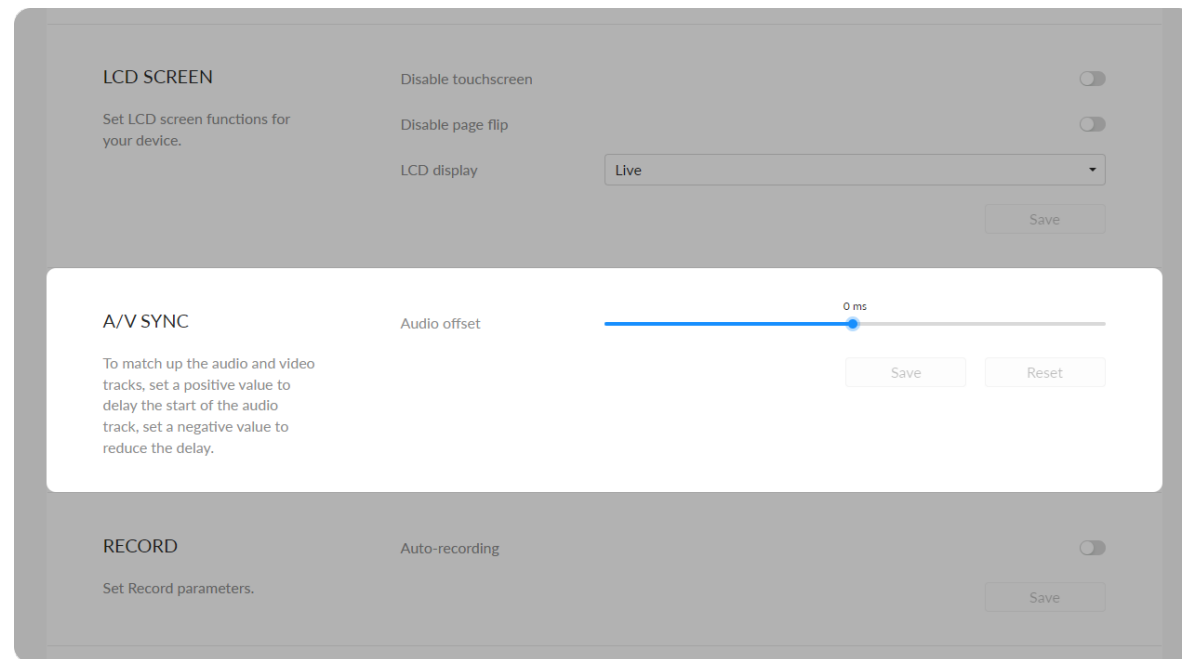 LCD SCREEN
Set LCD screen functions for
your device.
Disable touchscreen
Disable page flip
LCD display
Live
Save
A/V SYNC
To match up the audio and video
tracks, set a positive value to
delay the start of the audio
track, set a negative value to
reduce the delay.
Audio offset
0 ms
Save
Reset
RECORD
Set Record parameters.
Auto-recording
Save